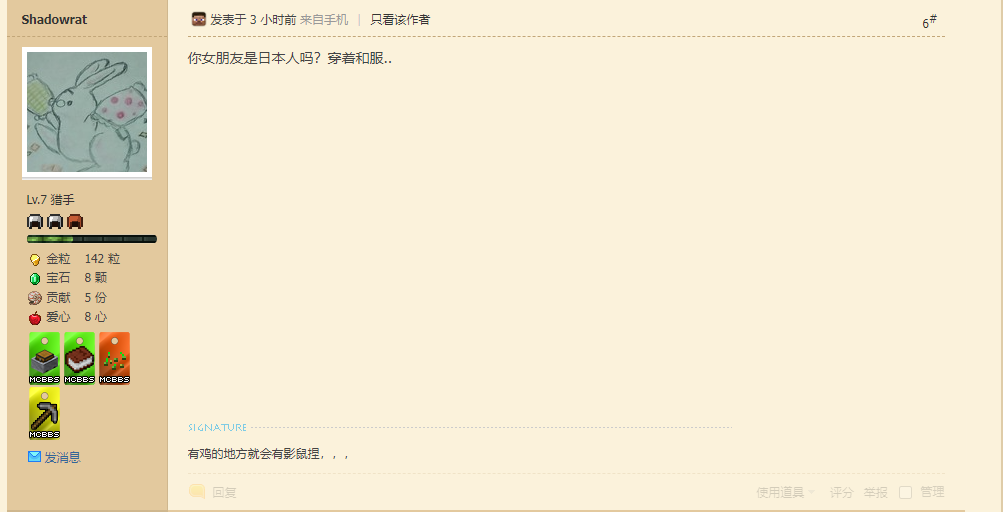 Shadowrat
发表于 3 小时前 来自手机 | 只看该作者
6#
你女朋友是日本人吗？穿着和服..
Lv.7 猎手
金粒 142 粒
宝石 8 颗
贡献 5 份
爱心 8 心
MCBBS MCBBS MCBBS
MCBBS
发消息
SIGNATURE
有鸡的地方就会有影鼠捏，，，
回复
使用道具 评分 举报 管理